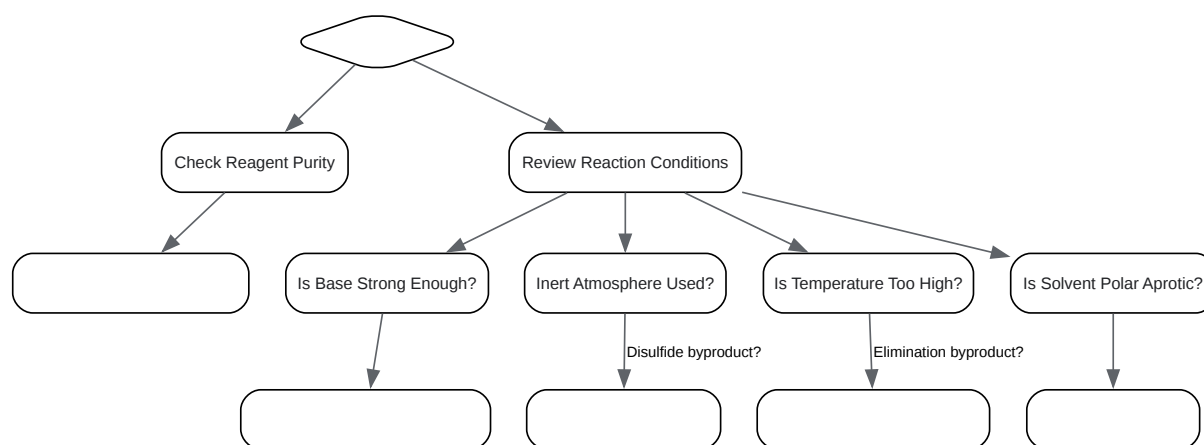 Check Reagent Purity
Review Reaction Conditions
Is Base Strong Enough?
Inert Atmosphere Used?
Is Temperature Too High?
Is Solvent Polar Aprotic?
Disulfide byproduct?
Elimination byproduct?